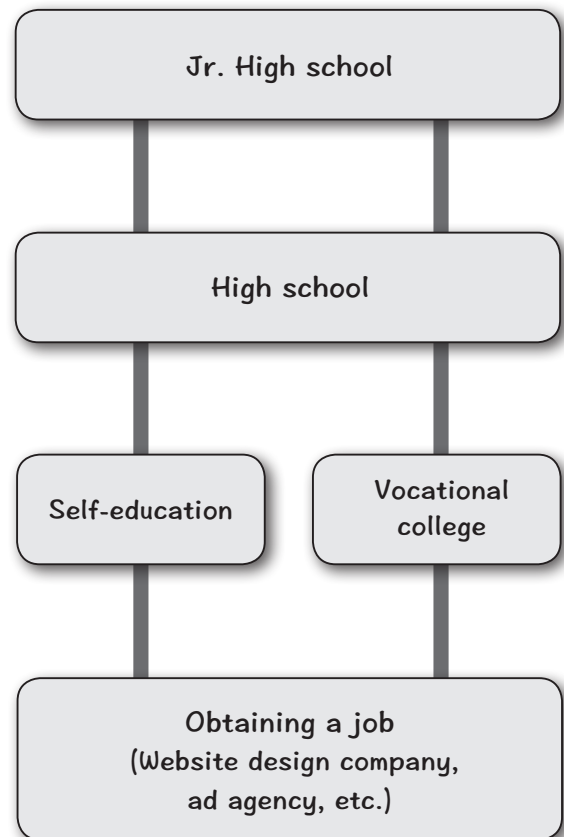 Jr. High school
High school
Self-education
Vocational
college
Obtaining a job
(Website design company,
ad agency, etc.)